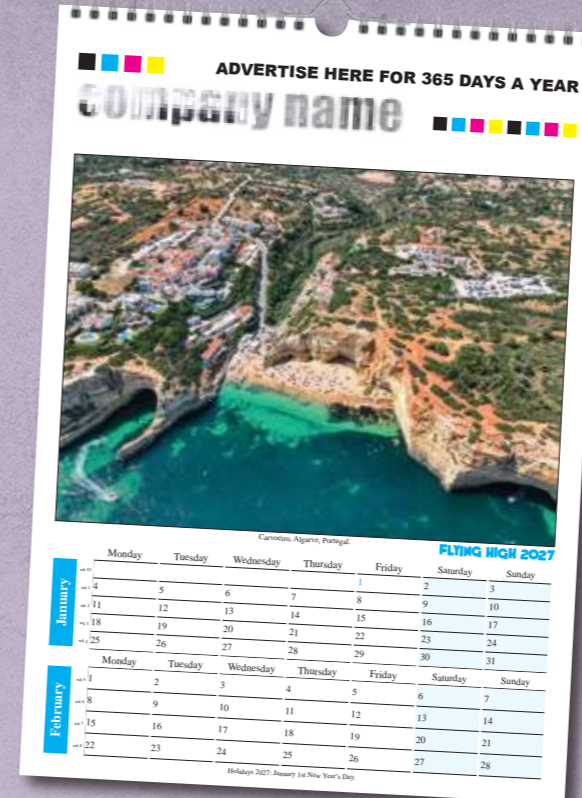 ADVERTISE HERE FOR 365 DAYS A YEAR
company name
Carvoeiro, Algarve, Portugal.
FLYING HIGH 2027
January
Monday Tuesday Wednesday Thursday Friday Saturday Sunday
1 2 3
4 5 6 7 8 9 10
11 12 13 14 15 16 17
18 19 20 21 22 23 24
25 26 27 28 29 30 31
February
Monday Tuesday Wednesday Thursday Friday Saturday Sunday
1 2 3 4 5 6 7
8 9 10 11 12 13 14
15 16 17 18 19 20 21
22 23 24 25 26 27 28
Holidays 2027: January 1st New Year's Day.